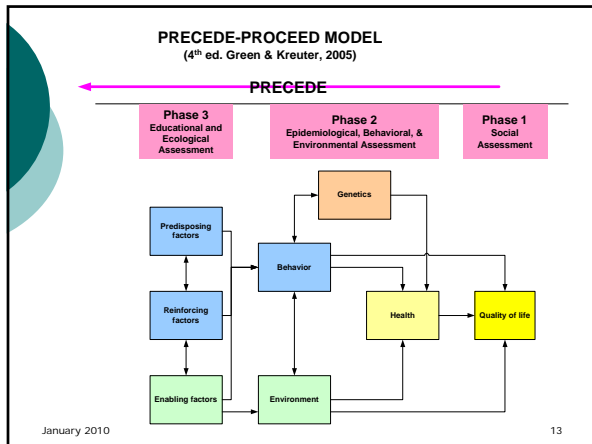 PRECEDE-PROCEED MODEL
(4th ed. Green & Kreuter, 2005)
PRECEDE
Phase 3
Educational and
Ecological
Assessment
Phase 2
Epidemiological, Behavioral, &
Environmental Assessment
Phase 1
Social
Assessment
Genetics
Predisposing
factors
Behavior
Reinforcing
factors
Health
Quality of life
Enabling factors
Environment
January 2010
13